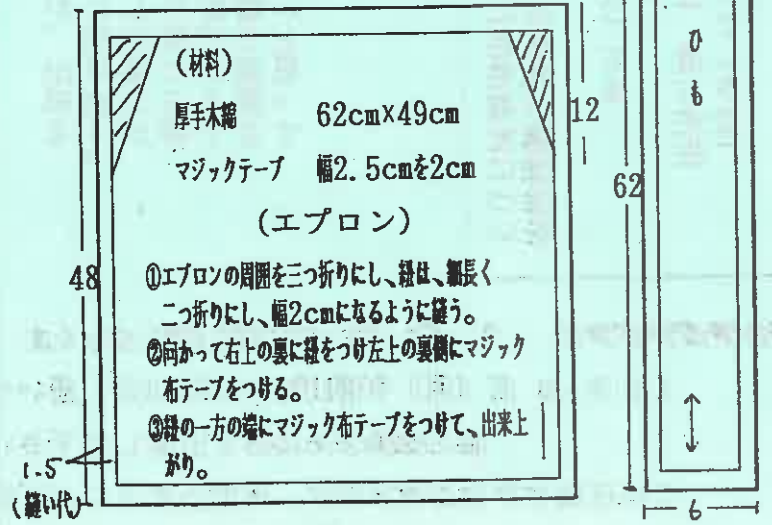 (材料)
厚手木綿 62cm×49cm
マジックテープ 幅2.5cmを2cm
(エプロン)
①エプロンの周囲を三つ折りにし、紐は、細長く
二つ折りにし、幅2cmになるように縫う。
②向かって右上の裏に紐をつけ左上の裏側にマジック
布テープをつける。
③紐の一方の端にマジック布テープをつけて、出来上
がり。
48
1.5
(縫い代)
12
62
ひも
6